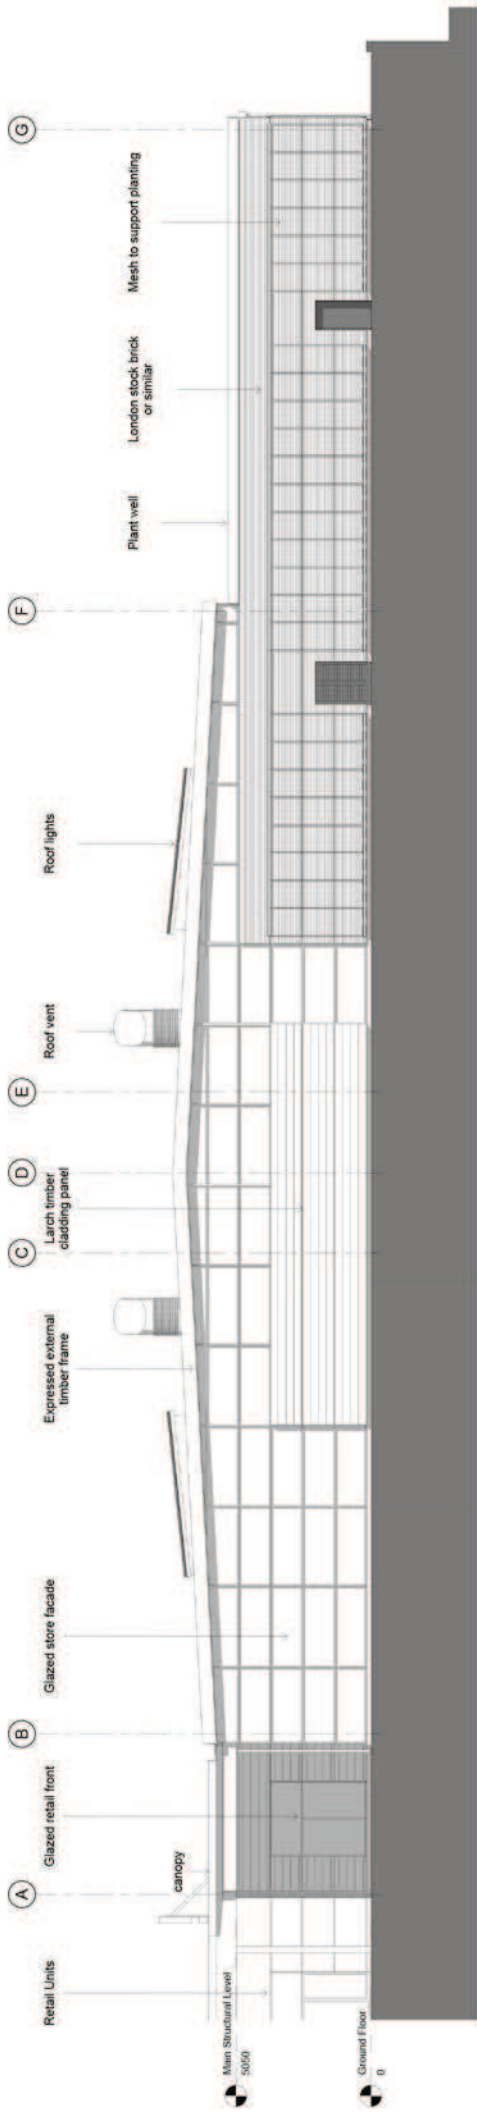 A
B
C
D
E
F
G
Retail Units
canopy
Glazed retail front
Glazed store facade
Expressed external
timber frame
Larch timber
cladding panel
Roof vent
Roof lights
Plant well
London stock brick
or similar
Mesh to support planting
Main Structural Level
5050
Ground Floor
0